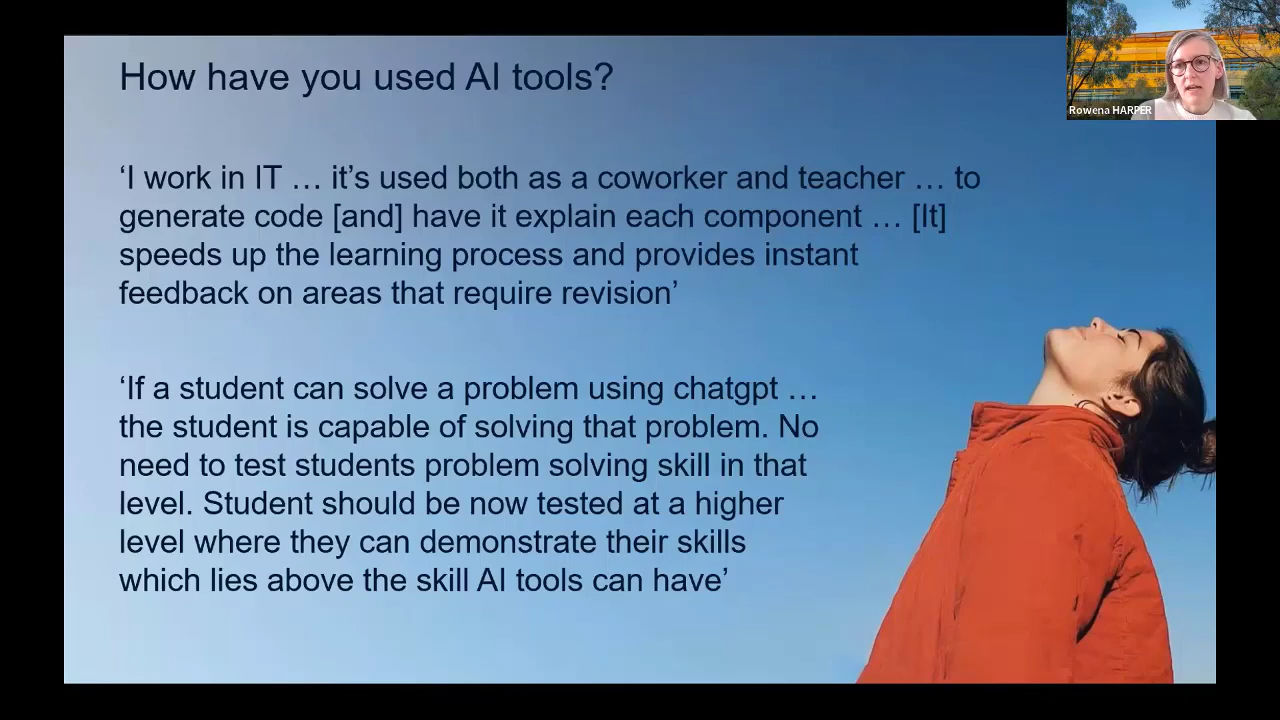 How have you used AI tools?
Rowena HARPER
‘I work in IT … it’s used both as a coworker and teacher … to
generate code [and] have it explain each component … [It]
speeds up the learning process and provides instant
feedback on areas that require revision’
‘If a student can solve a problem using chatgpt …
the student is capable of solving that problem. No
need to test students problem solving skill in that
level. Student should be now tested at a higher
level where they can demonstrate their skills
which lies above the skill AI tools can have’